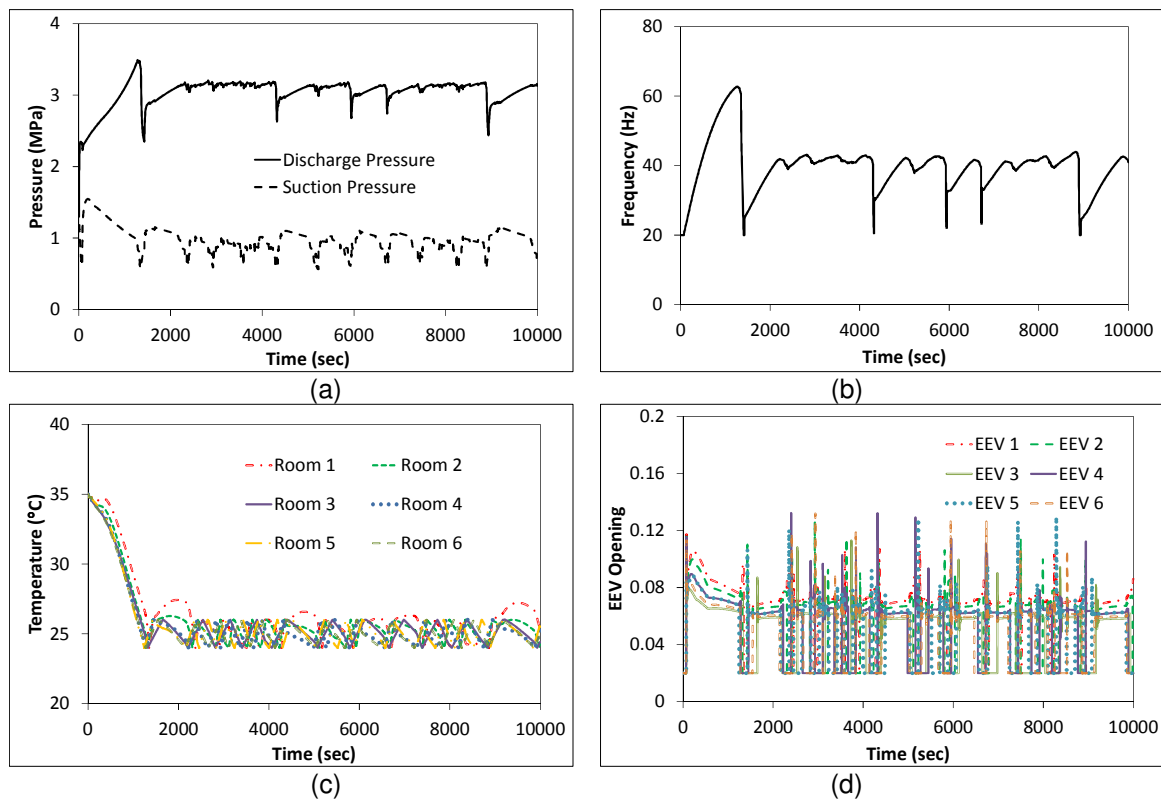 4
3
2
1
0
Pressure (MPa)
Discharge Pressure
Suction Pressure
0 2000 4000 6000 8000 10000
Time (sec)
(a)
80
60
40
20
0
Frequency (Hz)
0 2000 4000 6000 8000 10000
Time (sec)
(b)
40
35
30
25
20
Temperature (°C)
Room 1 Room 2
Room 3 Room 4
Room 5 Room 6
0 2000 4000 6000 8000 10000
Time (sec)
(c)
0.2
0.16
0.12
0.08
0.04
0
EEV Opening
EEV 1 EEV 2
EEV 3 EEV 4
EEV 5 EEV 6
0 2000 4000 6000 8000 10000
Time (sec)
(d)